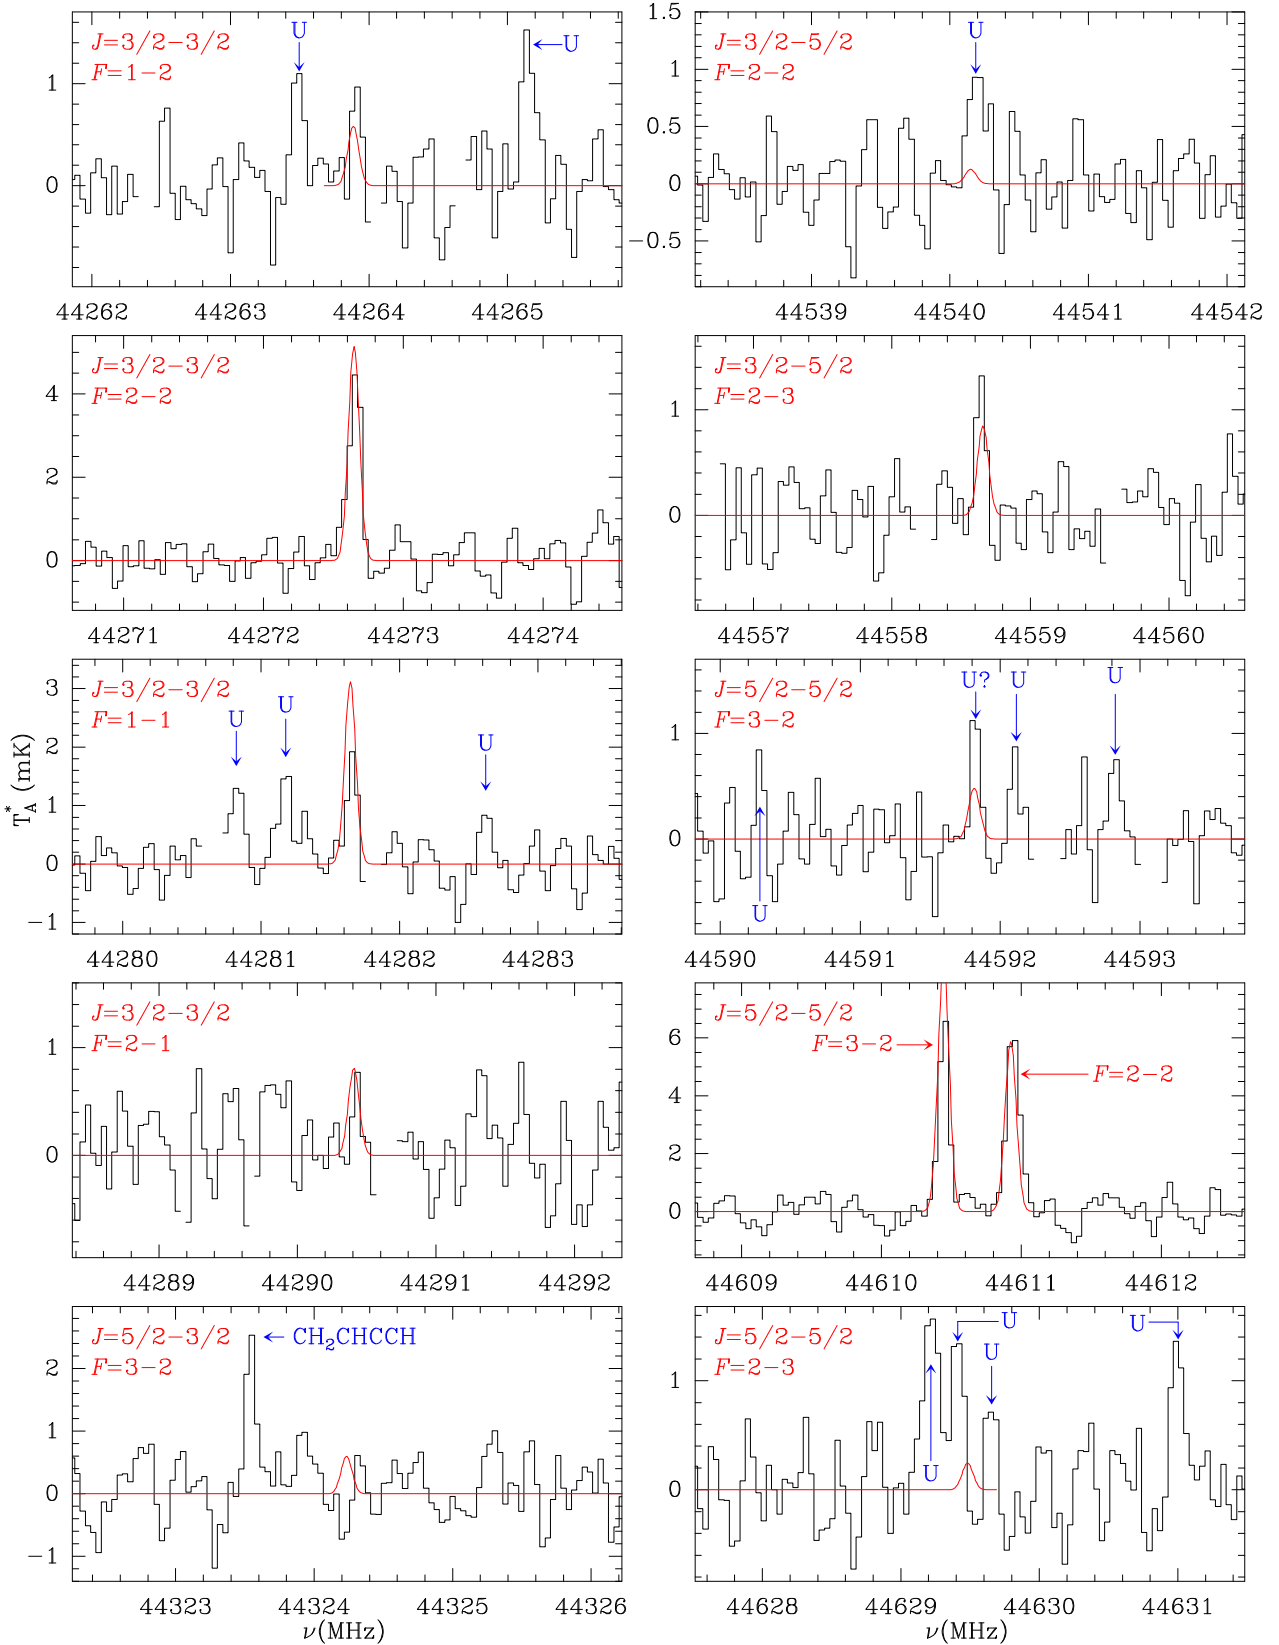 J=3/2−3/2
F=1−2
U
U
1
0
44262 44263 44264 44265
J=3/2−5/2
F=2−2
U
1.5
1
0.5
0
−0.5
44539 44540 44541 44542
J=3/2−3/2
F=2−2
4
2
0
44271 44272 44273 44274
J=3/2−5/2
F=2−3
1
0
44557 44558 44559 44560
J=3/2−3/2
F=1−1
U
U
U
3
2
1
0
−1
T_A^* (mK)
44280 44281 44282 44283
J=5/2−5/2
F=3−2
U? U U
U
1
0
44590 44591 44592 44593
J=3/2−3/2
F=2−1
1
0
44289 44290 44291 44292
J=5/2−5/2
F=3−2
F=2−2
6
4
2
0
44609 44610 44611 44612
J=5/2−3/2
F=3−2
CH₂CHCCH
2
1
0
−1
44323 44324 44325 44326
ν(MHz)
J=5/2−5/2
F=2−3
U
U
U
U
1
0
44628 44629 44630 44631
ν(MHz)